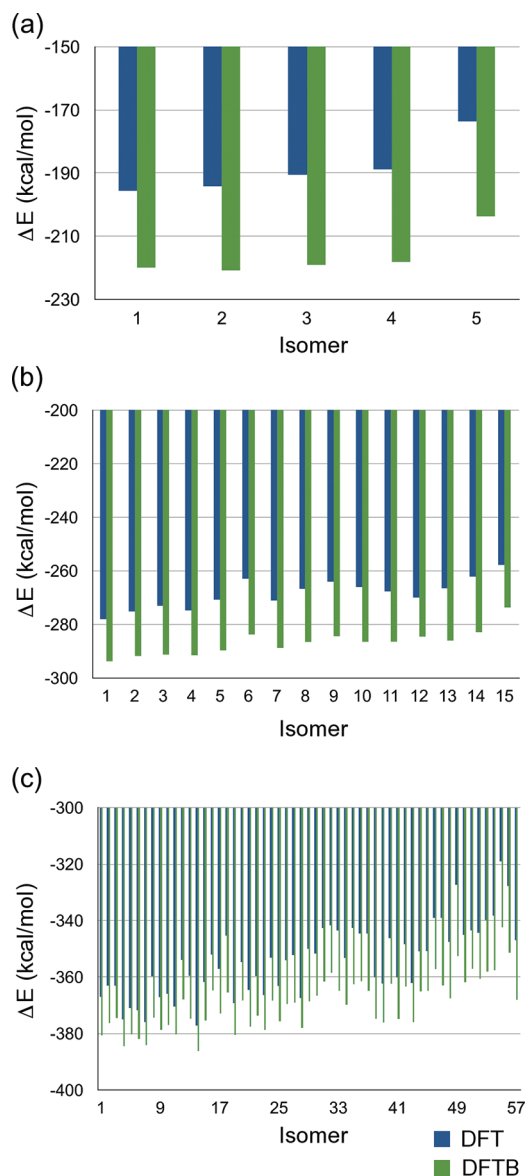 (a)
-150
-170
-190
-210
-230
ΔE (kcal/mol)
1 2 3 4 5
Isomer
(b)
-200
-220
-240
-260
-280
-300
ΔE (kcal/mol)
1 2 3 4 5 6 7 8 9 10 11 12 13 14 15
Isomer
(c)
-300
-320
-340
-360
-380
-400
ΔE (kcal/mol)
1 9 17 25 33 41 49 57
Isomer
DFT
DFTB